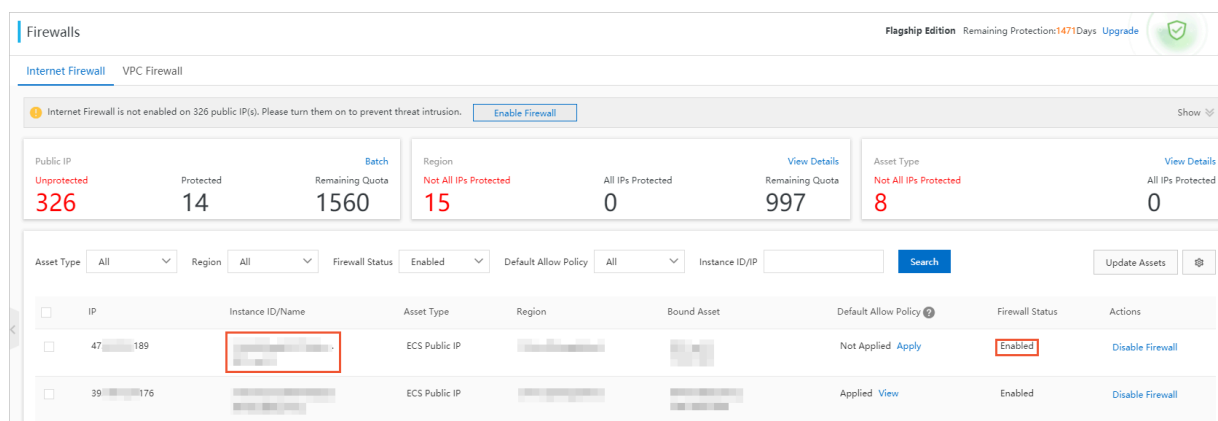 Firewalls
Flagship Edition Remaining Protection:1471Days Upgrade
Internet Firewall VPC Firewall
Internet Firewall is not enabled on 326 public IP(s). Please turn them on to prevent threat intrusion. Enable Firewall Show
Public IP Batch Region View Details Asset Type View Details
Unprotected Protected Remaining Quota Not All IPs Protected All IPs Protected Remaining Quota Not All IPs Protected All IPs Protected
326 14 1560 15 0 997 8 0
Asset Type All Region All Firewall Status Enabled Default Allow Policy All Instance ID/IP Search Update Assets
IP Instance ID/Name Asset Type Region Bound Asset Default Allow Policy Firewall Status Actions
47 189 ECS Public IP Not Applied Apply Enabled Disable Firewall
39 176 ECS Public IP Applied View Enabled Disable Firewall